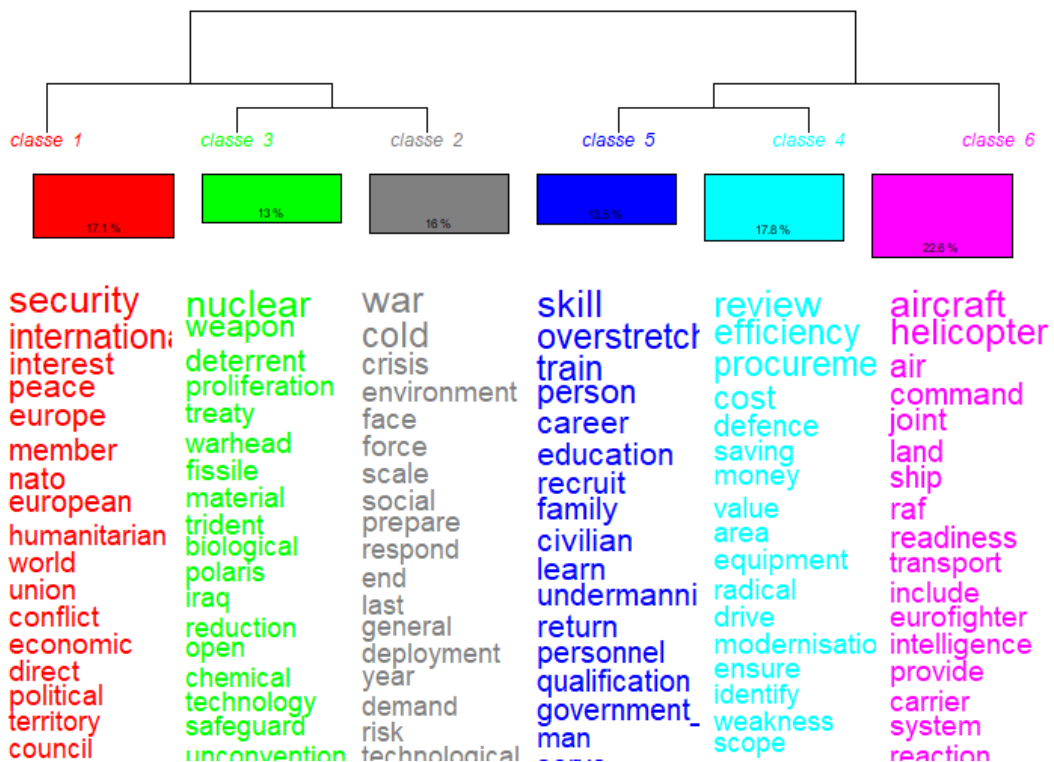 classe 1
classe 3
classe 2
classe 5
classe 4
classe 6
17.1 %
13 %
16 %
13.5 %
17.8 %
22.6 %
security
internationa
interest
peace
europe
member
nato
european
humanitarian
world
union
conflict
economic
direct
political
territory
council
nuclear
weapon
deterrent
proliferation
treaty
warhead
fissile
material
trident
biological
polaris
iraq
reduction
open
chemical
technology
safeguard
unconvention
war
cold
crisis
environment
face
force
scale
social
prepare
respond
end
last
general
deployment
year
demand
risk
technological
skill
overstretch
train
person
career
education
recruit
family
civilian
learn
undermanni
return
personnel
qualification
government_
man
review
efficiency
procureme
cost
defence
saving
money
value
area
equipment
radical
drive
modernisatio
ensure
identify
weakness
scope
aircraft
helicopter
air
command
joint
land
ship
raf
readiness
transport
include
eurofighter
intelligence
provide
carrier
system
reaction